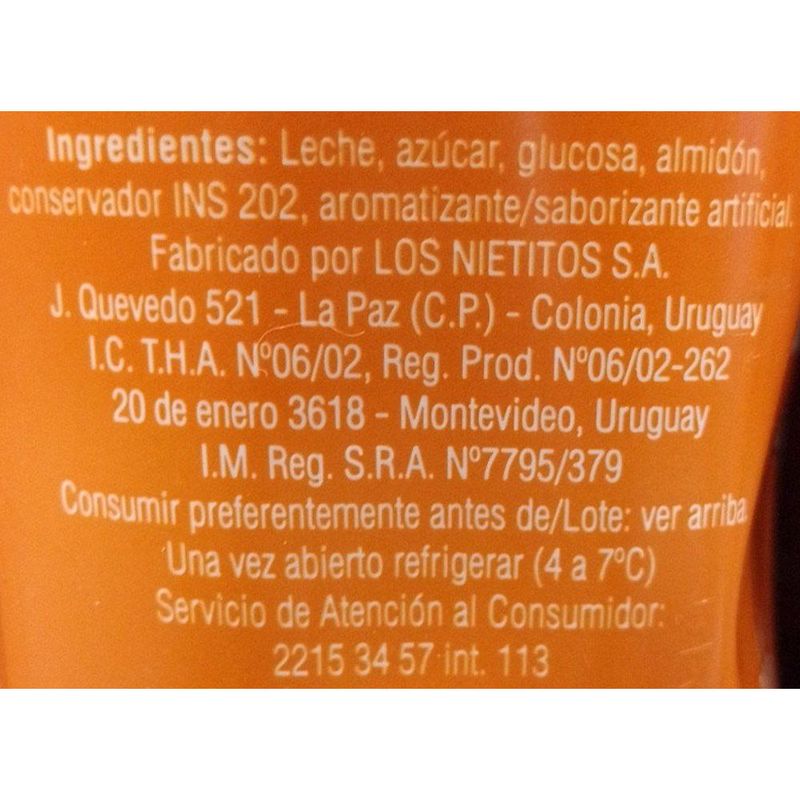 Ingredientes: Leche, azúcar, glucosa, almidón,
conservador INS 202, aromatizante/saborizante artificial.
Fabricado por LOS NIETITOS S.A.
J. Quevedo 521 - La Paz (C.P.) - Colonia, Uruguay
I.C. T.H.A. Nº06/02, Reg. Prod. Nº06/02-262
20 de enero 3618 - Montevideo, Uruguay
I.M. Reg. S.R.A. Nº7795/379
Consumir preferentemente antes de/Lote: ver arriba.
Una vez abierto refrigerar (4 a 7ºC)
Servicio de Atención al Consumidor:
2215 34 57 int. 113